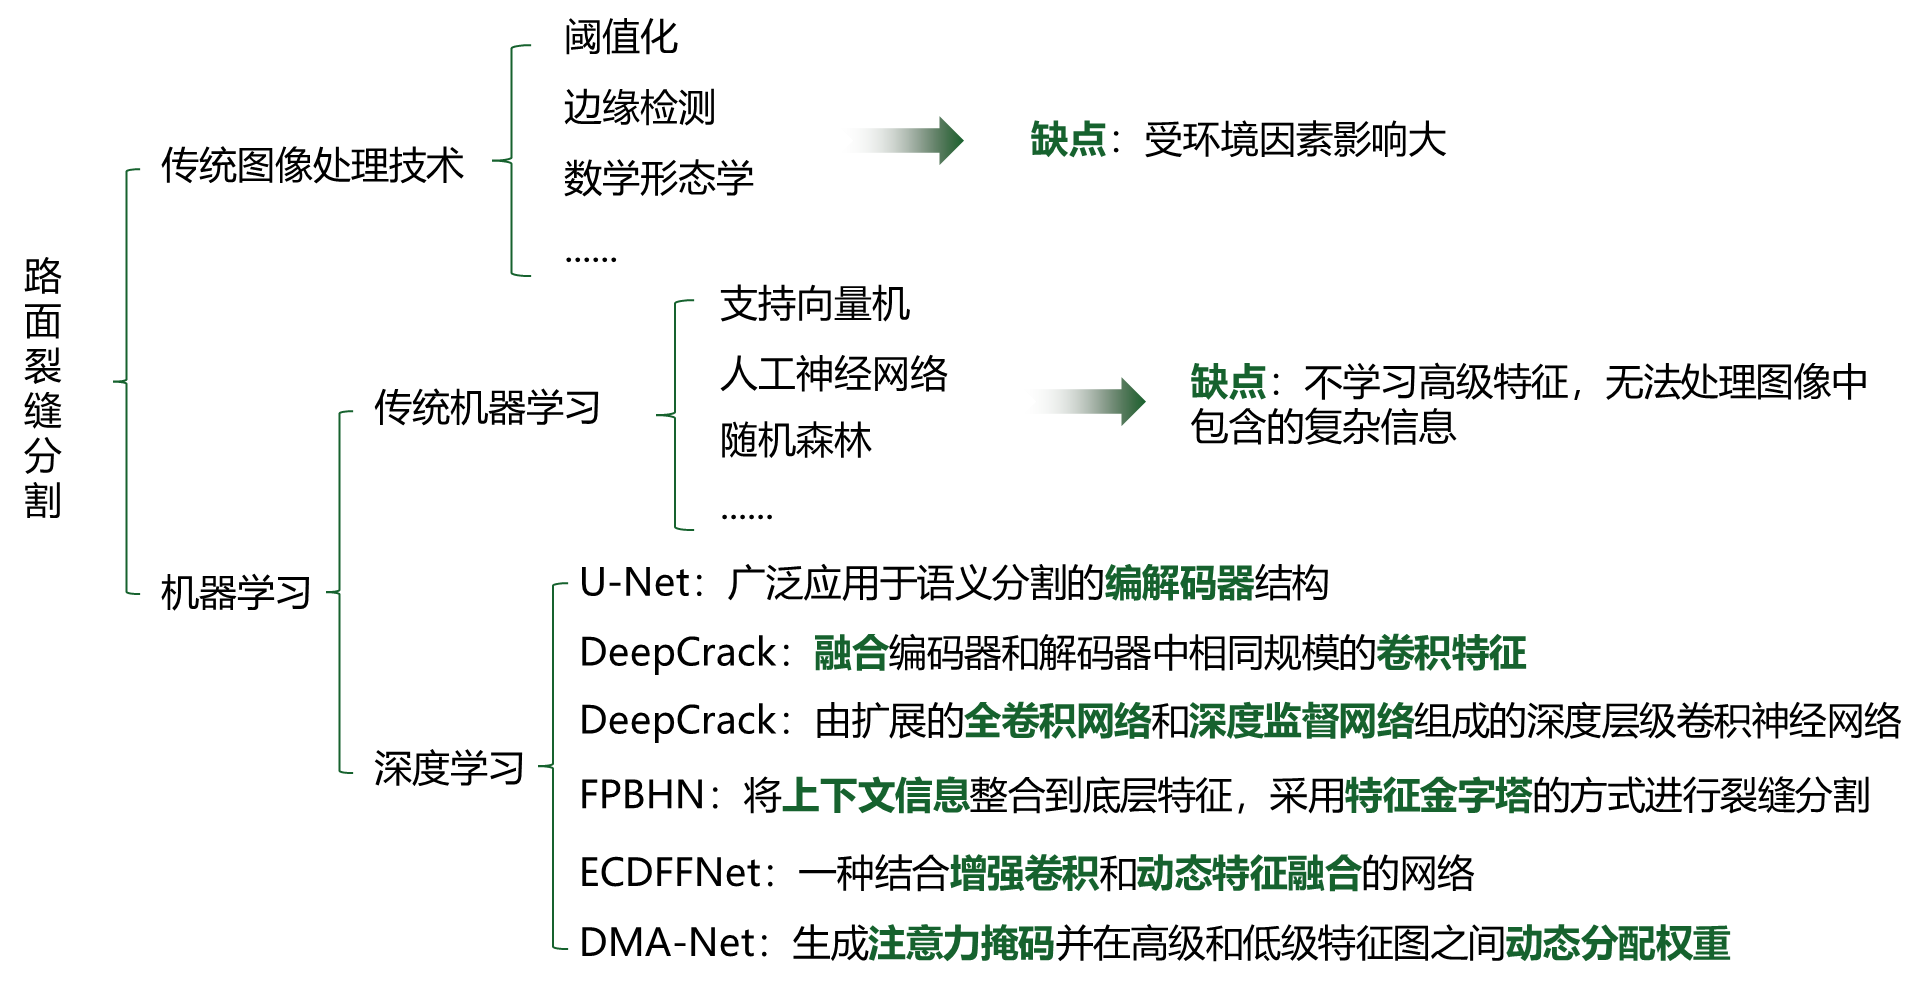 路面裂缝分割
传统图像处理技术
阈值化
边缘检测
数学形态学
......
缺点：受环境因素影响大
机器学习
传统机器学习
支持向量机
人工神经网络
随机森林
......
缺点：不学习高级特征，无法处理图像中
包含的复杂信息
深度学习
U-Net：广泛应用于语义分割的编解码器结构
DeepCrack：融合编码器和解码器中相同规模的卷积特征
DeepCrack：由扩展的全卷积网络和深度监督网络组成的深度层级卷积神经网络
FPBHN：将上下文信息整合到底层特征，采用特征金字塔的方式进行裂缝分割
ECDFFNet：一种结合增强卷积和动态特征融合的网络
DMA-Net：生成注意力掩码并在高级和低级特征图之间动态分配权重